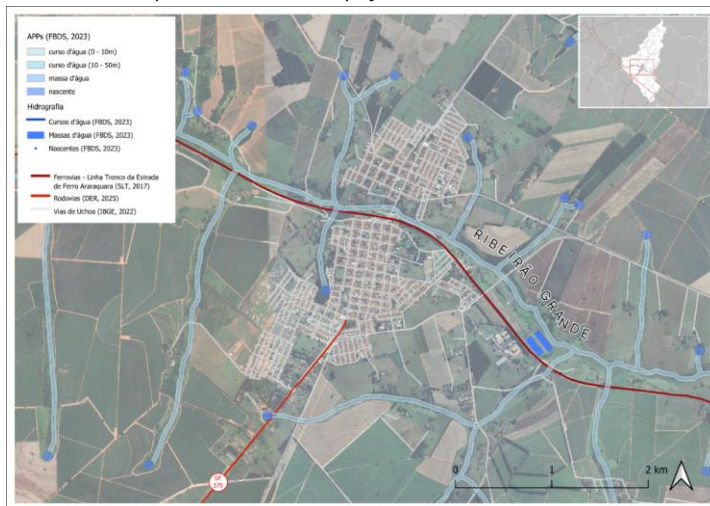 APPs (FBDS, 2023)
curso d'água (0 - 10m)
curso d'água (10 - 50m)
massa d'água
nascente
Hidrografia
Cursos d'água (FBDS, 2023)
Massas d'água (FBDS, 2023)
Nascentes (FBDS, 2023)
Ferrovias - Linha Tronco da Estrada
de Ferro Araraquara (SLT, 2017)
Rodovias (DER, 2025)
Vias de Uchoa (IBGE, 2022)
RIBEIRÃO GRANDE
SP
379
0 1 2 km